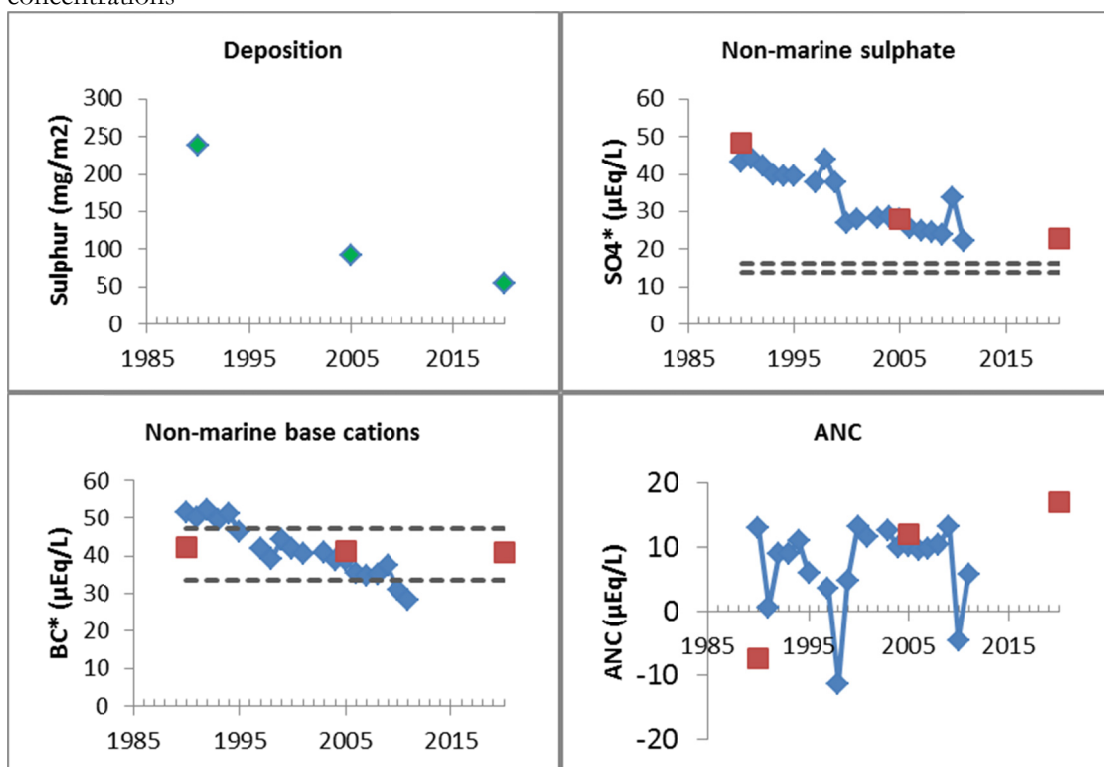 concentrations
Deposition
Sulphur (mg/m2)
300
250
200
150
100
50
0
1985 1995 2005 2015
Non-marine sulphate
SO4* (µEq/L)
60
50
40
30
20
10
0
1985 1995 2005 2015
Non-marine base cations
BC* (µEq/L)
60
50
40
30
20
10
0
1985 1995 2005 2015
ANC
ANC (µEq/L)
20
10
0
-10
-20
1985 1995 2005 2015